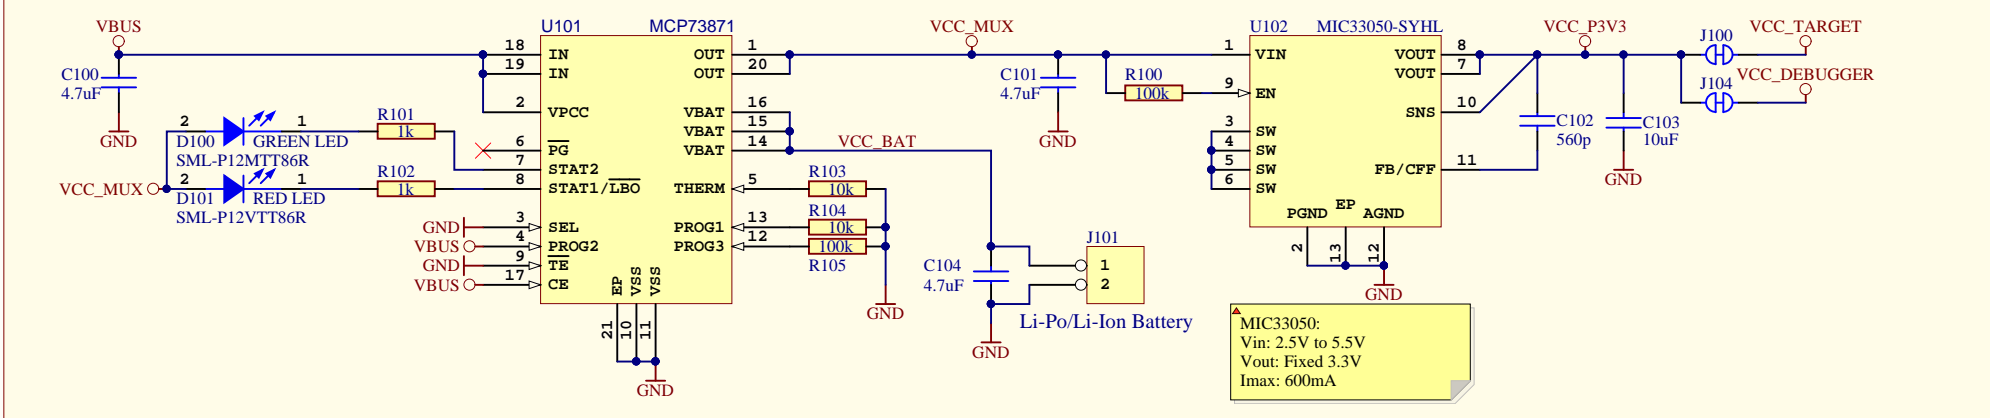 VBUS
U101 MCP73871
VCC_MUX
U102 MIC33050-SYHL
VCC_P3V3
VCC_TARGET
18 IN OUT 1
19 IN OUT 20
2 VPCC VBAT 16
VBAT 15
6 PG VBAT 14
7 STAT2
8 STAT1/LBO THERM 5
3 SEL PROG1 13
4 PROG2 PROG3 12
9 TE
17 CE
EP VSS VSS
21 10 11
GND
C100
4.7uF
GND
2 1
D100 GREEN LED
SML-P12MTT86R
VCC_MUX
2 1
D101 RED LED
SML-P12VTT86R
R101
1k
R102
1k
GND
VBUS
GND
VBUS
VCC_BAT
R103
10k
R104
10k
100k
R105
GND
C101
4.7uF
GND
R100
100k
C104
4.7uF
GND
J101
1
2
Li-Po/Li-Ion Battery
1 VIN VOUT 8
VOUT 7
9 EN
SNS 10
3 SW
4 SW
5 SW FB/CFF 11
6 SW
PGND EP AGND
2 13 12
GND
C102
560p
C103
10uF
GND
J100
J104
VCC_DEBUGGER
MIC33050:
Vin: 2.5V to 5.5V
Vout: Fixed 3.3V
Imax: 600mA